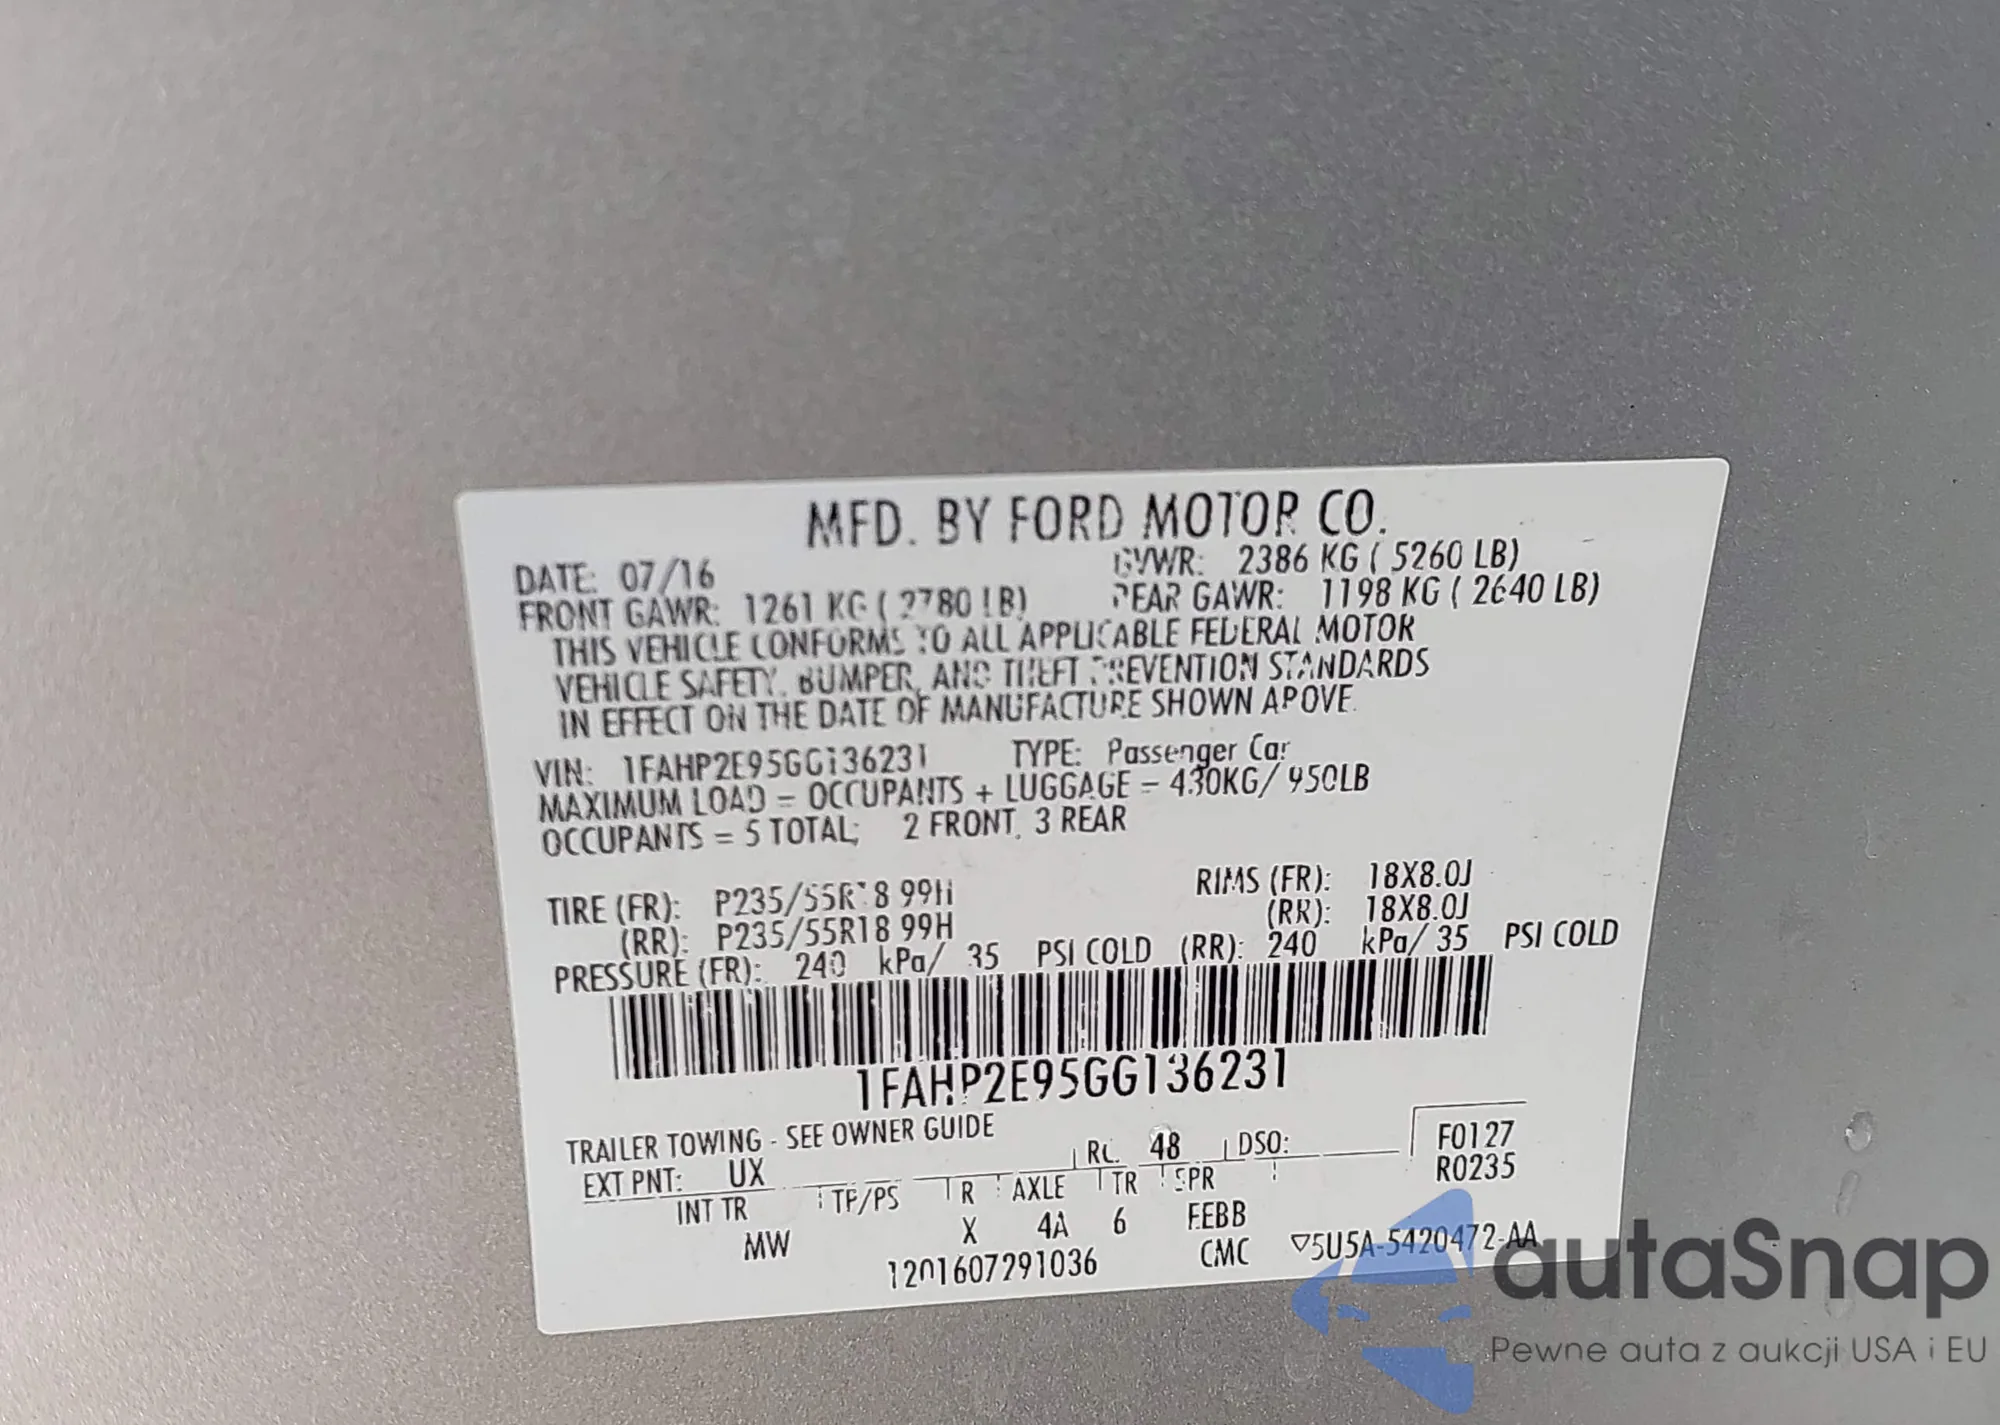 MFD. BY FORD MOTOR CO.
DATE: 07/16 GVWR: 2386 KG ( 5260 LB)
FRONT GAWR: 1261 KG ( 2780 LB) REAR GAWR: 1198 KG ( 2640 LB)
THIS VEHICLE CONFORMS TO ALL APPLICABLE FEDERAL MOTOR
VEHICLE SAFETY, BUMPER, AND THEFT PREVENTION STANDARDS
IN EFFECT ON THE DATE OF MANUFACTURE SHOWN ABOVE.
VIN: 1FAHP2E95GG136231 TYPE: Passenger Car
MAXIMUM LOAD = OCCUPANTS + LUGGAGE = 430KG/ 950LB
OCCUPANTS = 5 TOTAL; 2 FRONT, 3 REAR
TIRE (FR): P235/55R18 99H RIMS (FR): 18X8.0J
(RR): P235/55R18 99H (RR): 18X8.0J
PRESSURE (FR): 240 kPa/ 35 PSI COLD (RR): 240 kPa/ 35 PSI COLD
1FAHP2E95GG136231
TRAILER TOWING - SEE OWNER GUIDE
EXT PNT: UX RC: 48 DSO: F0127
R0235
INT TR TP/PS R AXLE TR SPR
MW X 4A 6 FEBB
1201607291036 CMC ▽5U5A-5420472-AA
autaSnap
Pewne auta z aukcji USA i EU